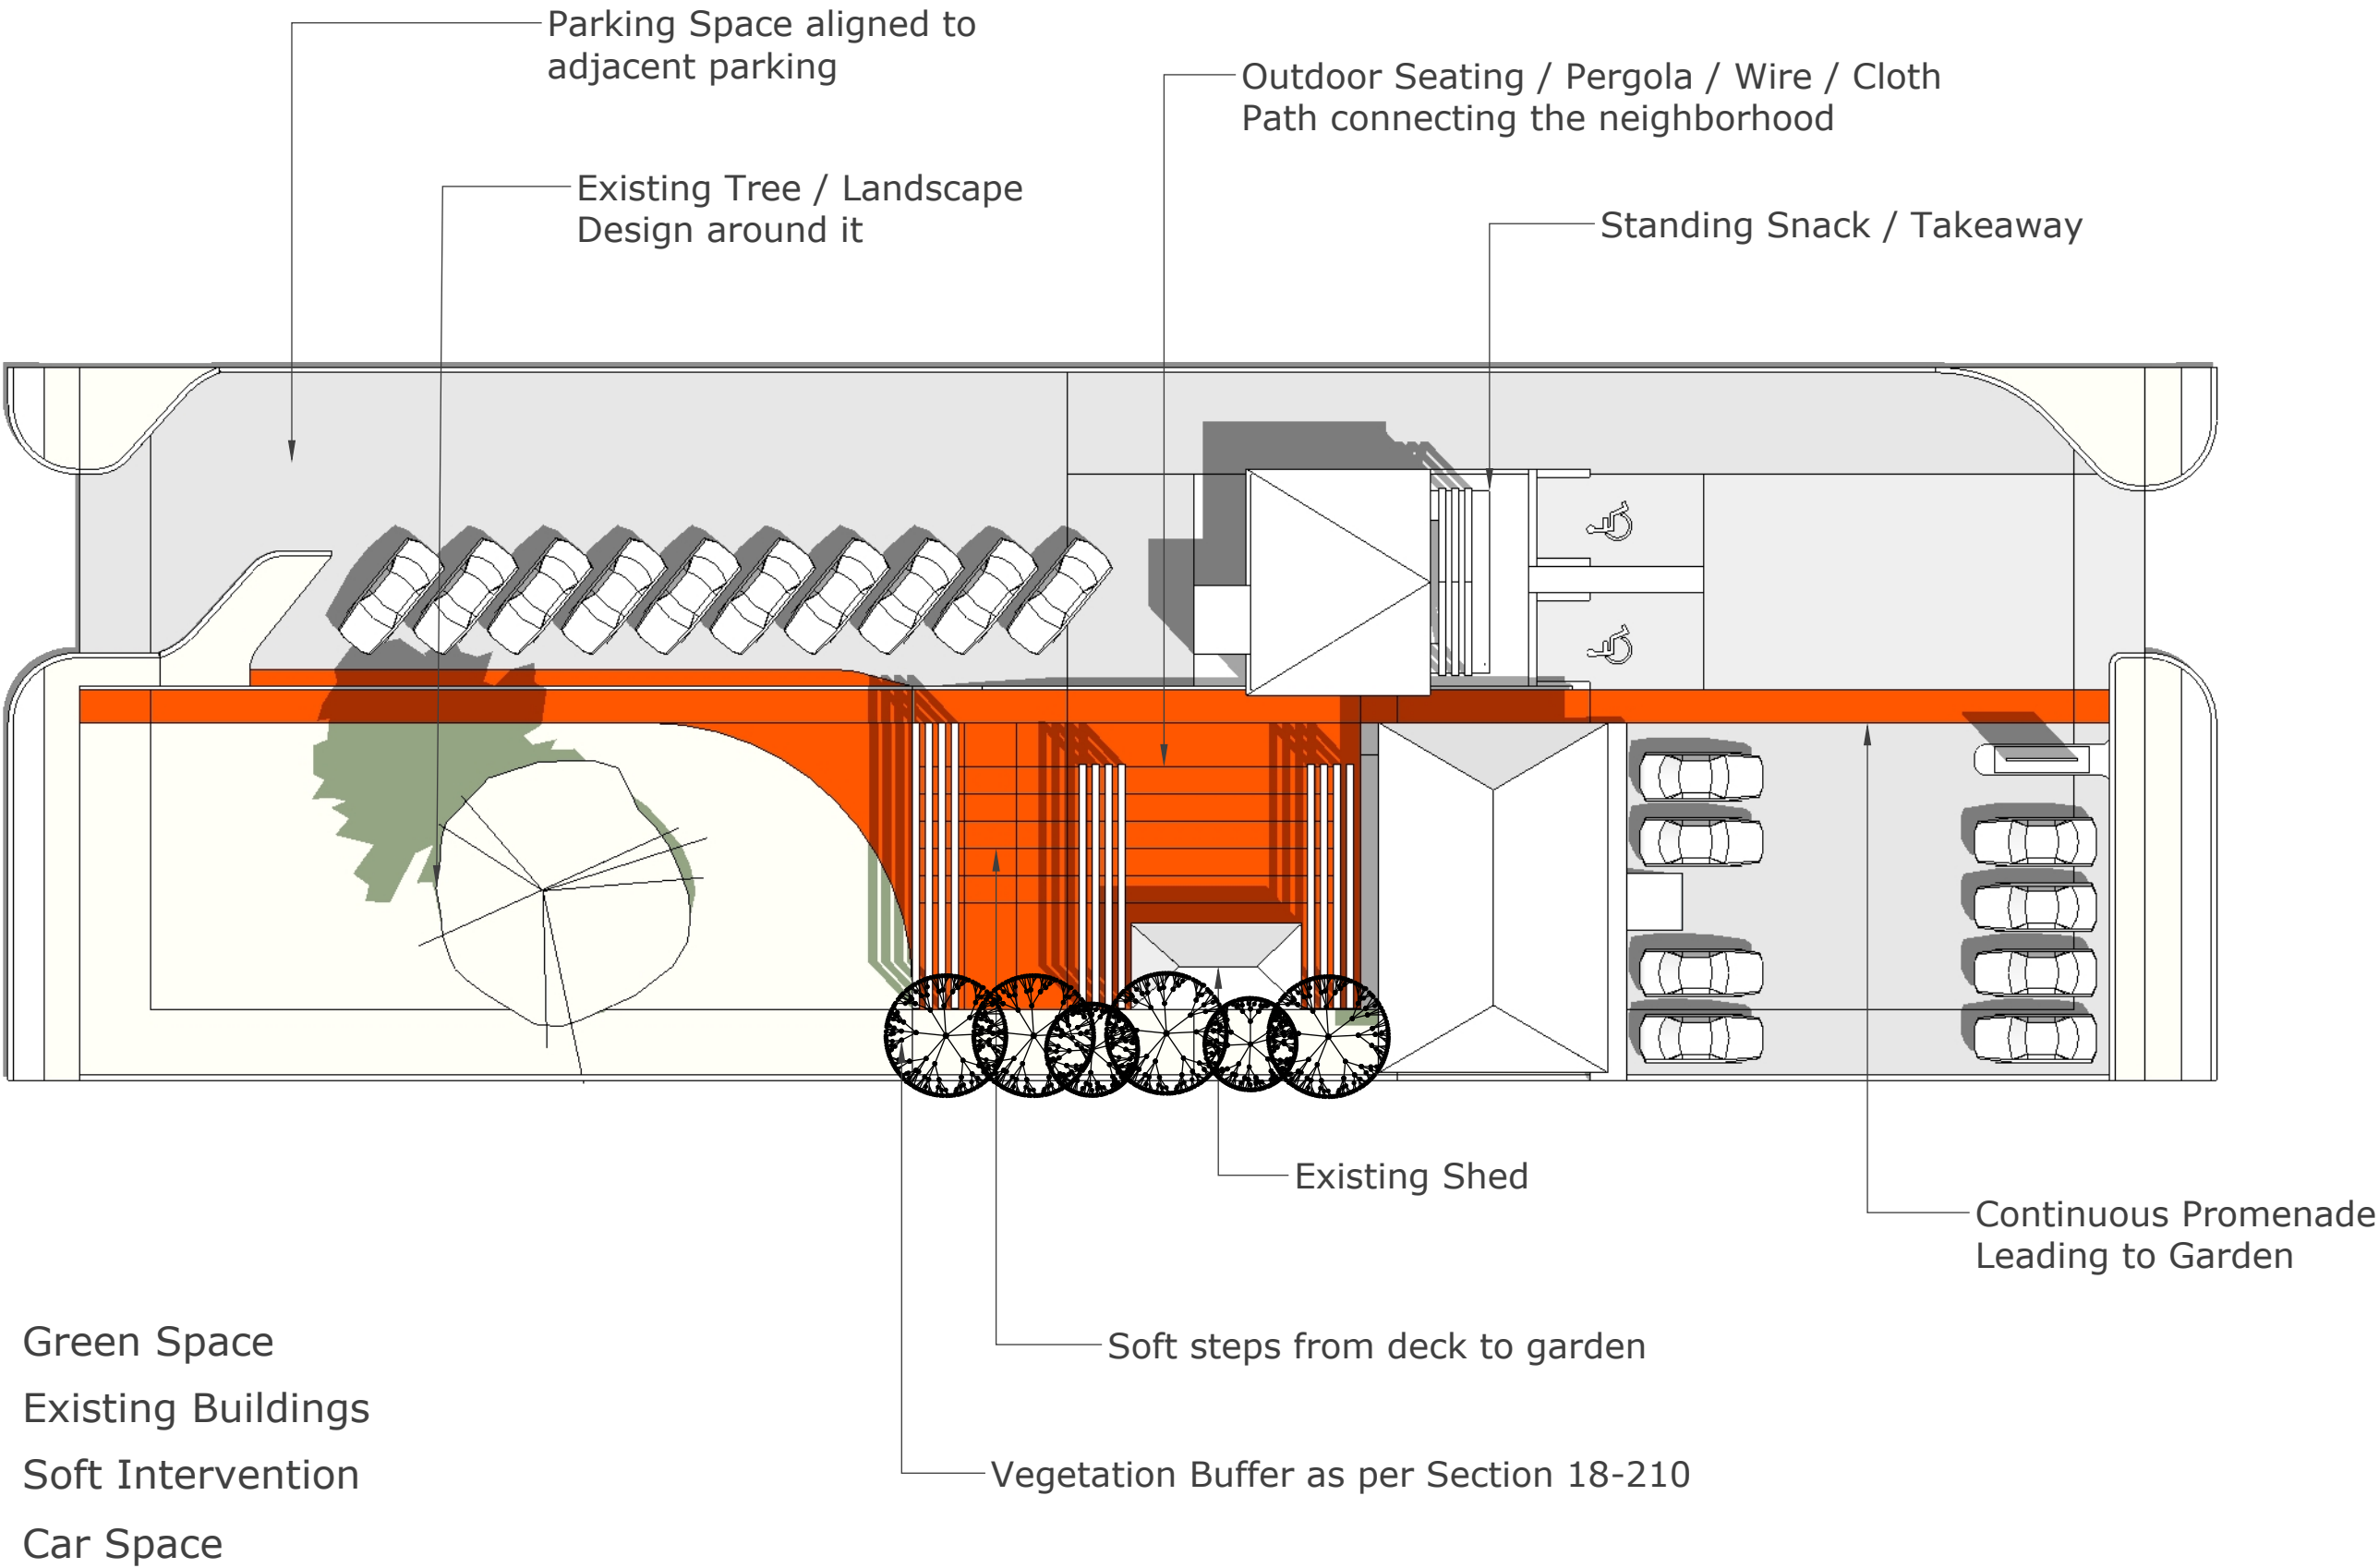 Parking Space aligned to
adjacent parking
Outdoor Seating / Pergola / Wire / Cloth
Path connecting the neighborhood
Existing Tree / Landscape
Design around it
Standing Snack / Takeaway
Existing Shed
Continuous Promenade
Leading to Garden
Soft steps from deck to garden
Vegetation Buffer as per Section 18-210
Green Space
Existing Buildings
Soft Intervention
Car Space